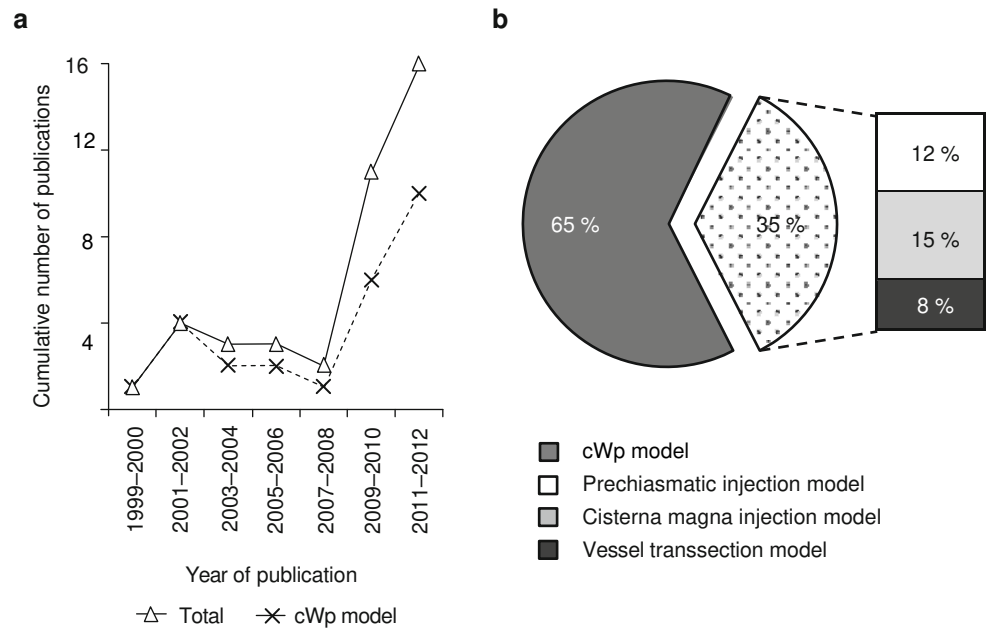 a
Cumulative number of publications
16
12
8
4
1999–2000
2001–2002
2003–2004
2005–2006
2007–2008
2009–2010
2011–2012
Year of publication
Total
cWp model
b
65 %
35 %
12 %
15 %
8 %
cWp model
Prechiasmatic injection model
Cisterna magna injection model
Vessel transsection model